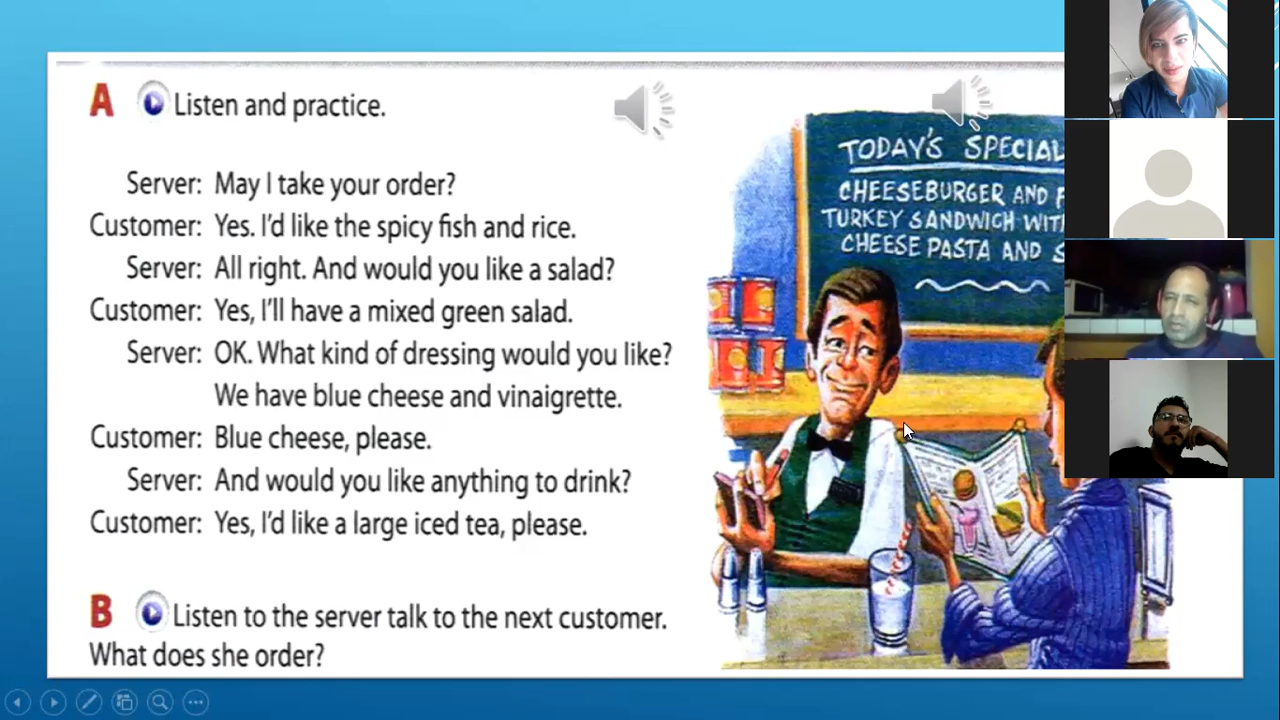 A Listen and practice.
Server: May I take your order?
Customer: Yes. I'd like the spicy fish and rice.
Server: All right. And would you like a salad?
Customer: Yes, I'll have a mixed green salad.
Server: OK. What kind of dressing would you like?
We have blue cheese and vinaigrette.
Customer: Blue cheese, please.
Server: And would you like anything to drink?
Customer: Yes, I'd like a large iced tea, please.
B Listen to the server talk to the next customer.
What does she order?
TODAY'S SPECIAL
CHEESEBURGER AND
TURKEY SANDWICH WITH
CHEESE PASTA AND